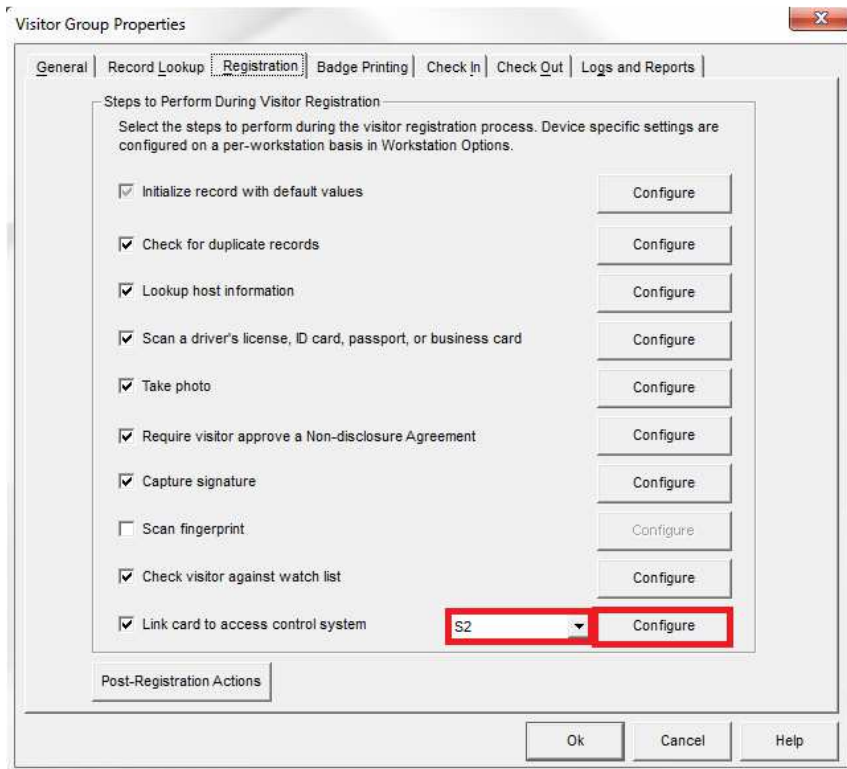 Visitor Group Properties
General Record Lookup Registration Badge Printing Check In Check Out Logs and Reports
Steps to Perform During Visitor Registration
Select the steps to perform during the visitor registration process. Device specific settings are
configured on a per-workstation basis in Workstation Options.
Initialize record with default values Configure
Check for duplicate records Configure
Lookup host information Configure
Scan a driver's license, ID card, passport, or business card Configure
Take photo Configure
Require visitor approve a Non-disclosure Agreement Configure
Capture signature Configure
Scan fingerprint Configure
Check visitor against watch list Configure
Link card to access control system S2 Configure
Post-Registration Actions
Ok Cancel Help